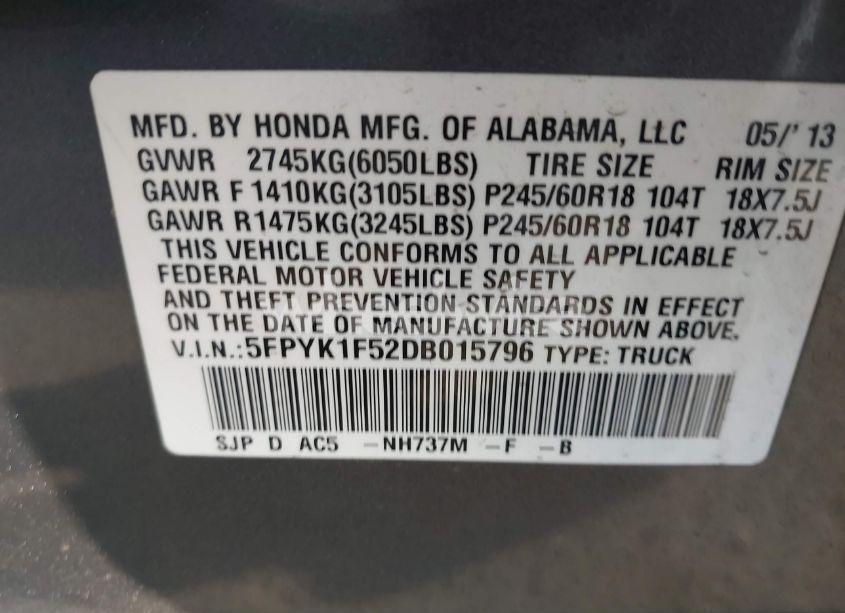 MFD. BY HONDA MFG. OF ALABAMA, LLC 05/' 13
GVWR 2745KG(6050LBS) TIRE SIZE RIM SIZE
GAWR F 1410KG(3105LBS) P245/60R18 104T 18X7.5J
GAWR R1475KG(3245LBS) P245/60R18 104T 18X7.5J
THIS VEHICLE CONFORMS TO ALL APPLICABLE
FEDERAL MOTOR VEHICLE SAFETY
AND THEFT PREVENTION STANDARDS IN EFFECT
ON THE DATE OF MANUFACTURE SHOWN ABOVE.
V.I.N.:5FPYK1F52DB015796 TYPE: TRUCK
SJP D AC5 -NH737M -F -B